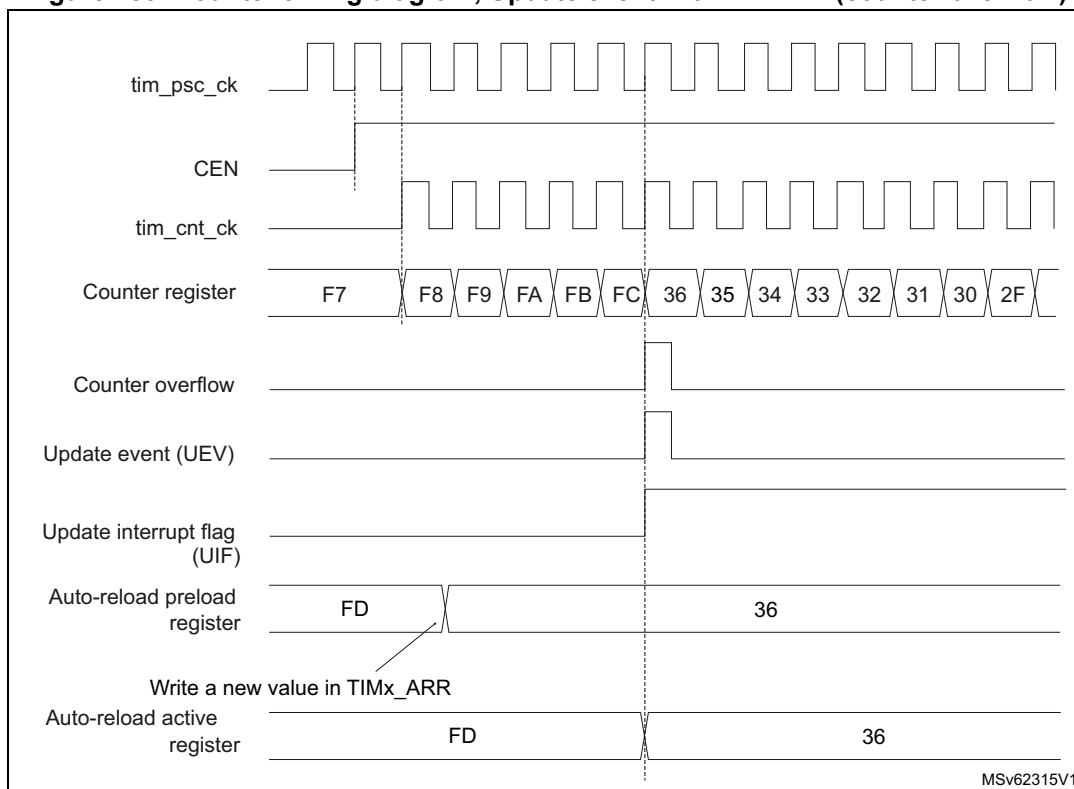 tim_psc_ck
CEN
tim_cnt_ck
Counter register
F7 F8 F9 FA FB FC 36 35 34 33 32 31 30 2F
Counter overflow
Update event (UEV)
Update interrupt flag
(UIF)
Auto-reload preload
register
FD 36
Write a new value in TIMx_ARR
Auto-reload active
register
FD 36
MSv62315V1